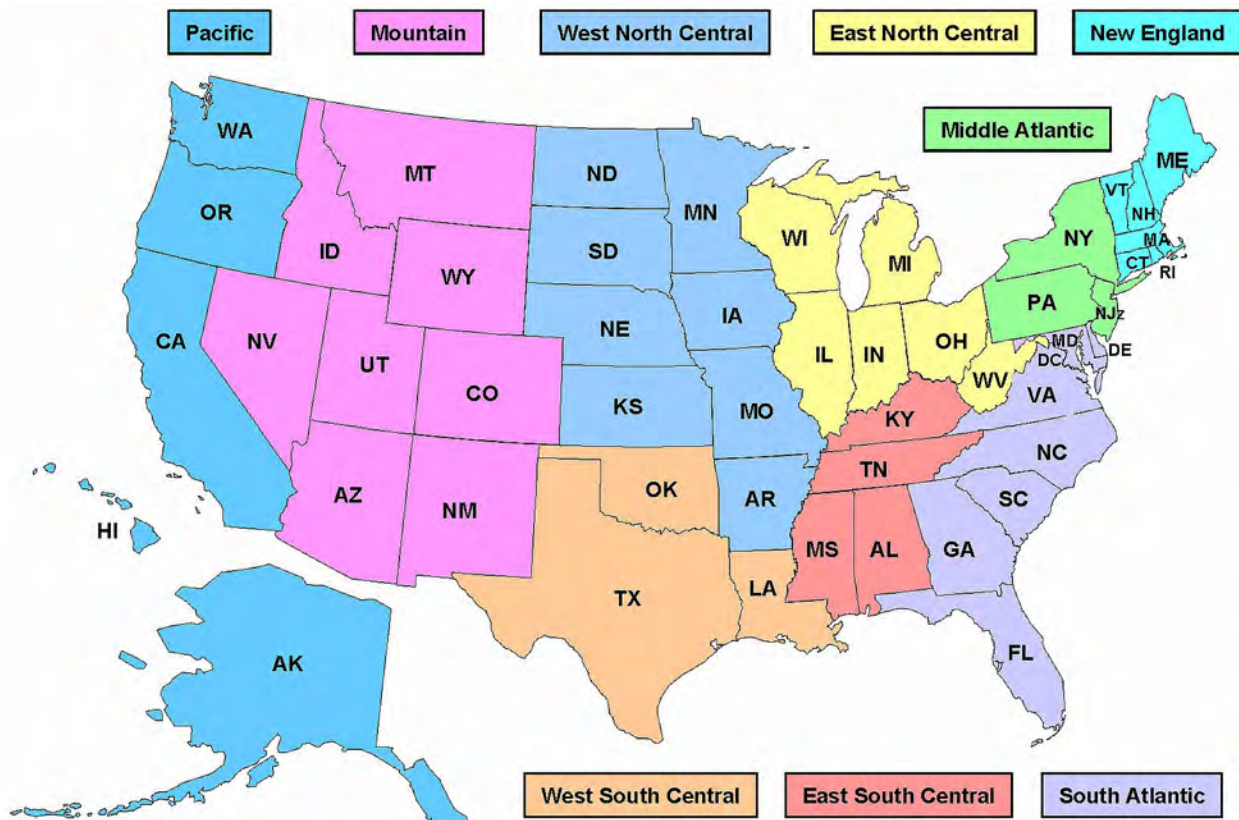 Pacific
Mountain
West North Central
East North Central
New England
Middle Atlantic
WA
MT
ND
MN
ME
VT
NH
OR
ID
SD
WI
MI
NY
MA
CT
RI
WY
CA
NV
UT
CO
NE
IA
IL
IN
OH
PA
NJz
MD
DE
DC
WV
VA
KS
MO
KY
TN
NC
AZ
NM
OK
AR
SC
HI
MS
AL
GA
TX
LA
FL
AK
West South Central
East South Central
South Atlantic